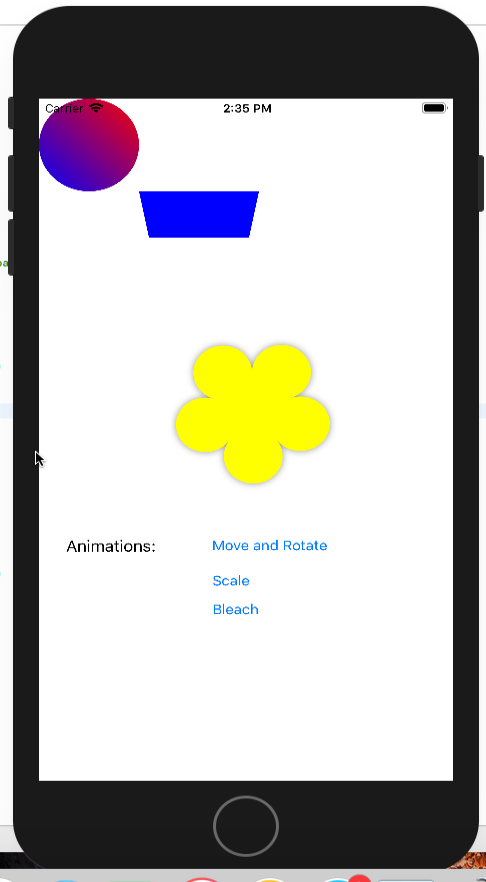 Carrier 2:35 PM
Animations: Move and Rotate
Scale
Bleach